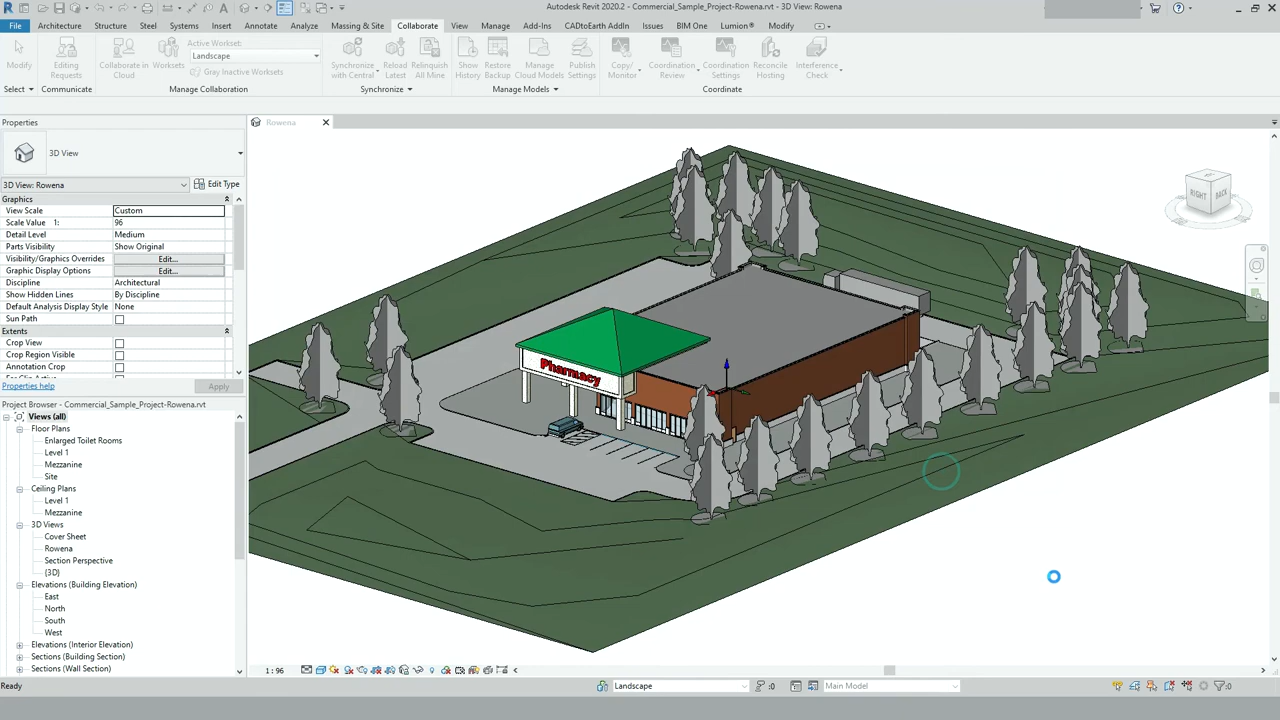 Autodesk Revit 2020.2 - Commercial_Sample_Project-Rowena.rvt - 3D View: Rowena
File Architecture Structure Steel Systems Insert Annotate Analyze Massing & Site Collaborate View Manage Add-Ins CADtoEarth AddIn Issues BIM One Lumion® Modify
Modify
Select
Editing Requests
Communicate
Collaborate in Cloud
Worksets
Active Workset:
Landscape
Gray Inactive Worksets
Manage Collaboration
Synchronize with Central
Reload Latest
Relinquish All Mine
Synchronize
Show History
Restore Backup
Manage Cloud Models
Publish Settings
Manage Models
Copy/ Monitor
Coordination Review
Coordination Settings
Reconcile Hosting
Interference Check
Coordinate
Properties
Rowena
3D View
3D View: Rowena Edit Type
Graphics
View Scale Custom
Scale Value 1: 96
Detail Level Medium
Parts Visibility Show Original
Visibility/Graphics Overrides Edit...
Graphic Display Options Edit...
Discipline Architectural
Show Hidden Lines By Discipline
Default Analysis Display Style None
Sun Path
Extents
Crop View
Crop Region Visible
Annotation Crop
Properties help Apply
Project Browser - Commercial_Sample_Project-Rowena.rvt
Views (all)
Floor Plans
Enlarged Toilet Rooms
Level 1
Mezzanine
Site
Ceiling Plans
Level 1
Mezzanine
3D Views
Cover Sheet
Rowena
Section Perspective
{3D}
Elevations (Building Elevation)
East
North
South
West
Elevations (Interior Elevation)
Sections (Building Section)
Sections (Wall Section)
Pharmacy
RIGHT BACK
1 : 96
Ready
Landscape
:0
Main Model
:0